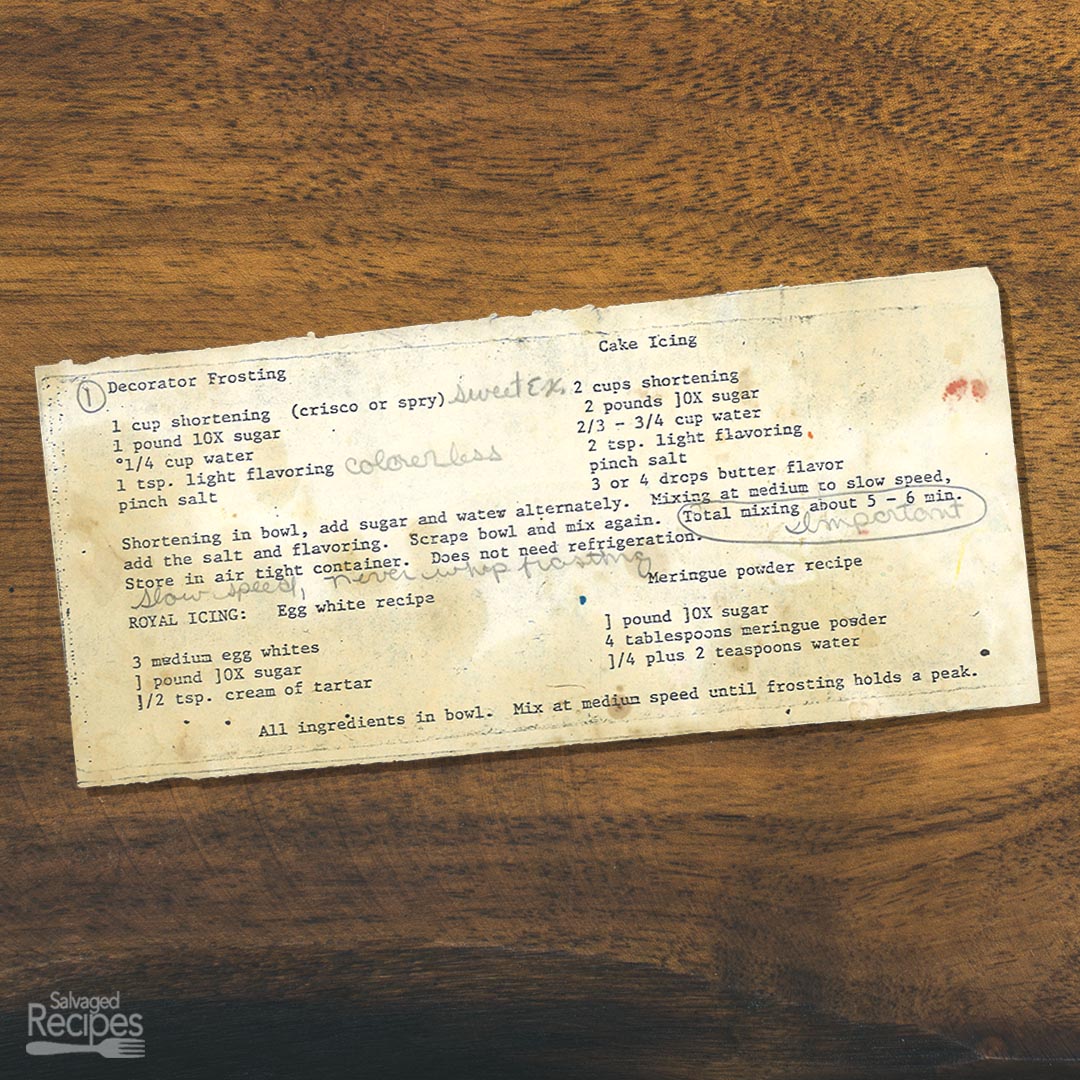 Cake Icing
① Decorator Frosting
1 cup shortening (crisco or spry) sweetex
1 pound 10X sugar
1/4 cup water
1 tsp. light flavoring colorerless
pinch salt
2 cups shortening
2 pounds ]0X sugar
2/3 - 3/4 cup water
2 tsp. light flavoring
pinch salt
3 or 4 drops butter flavor
Shortening in bowl, add sugar and water alternately. Mixing at medium to slow speed,
add the salt and flavoring. Scrape bowl and mix again. Total mixing about 5 - 6 min.
Important
Store in air tight container. Does not need refrigeration.
slow speed, never whip frosting
ROYAL ICING: Egg white recipe
3 medium egg whites
] pound ]0X sugar
]/2 tsp. cream of tartar
Meringue powder recipe
] pound ]0X sugar
4 tablespoons meringue powder
]/4 plus 2 teaspoons water
All ingredients in bowl. Mix at medium speed until frosting holds a peak.
Salvaged
Recipes